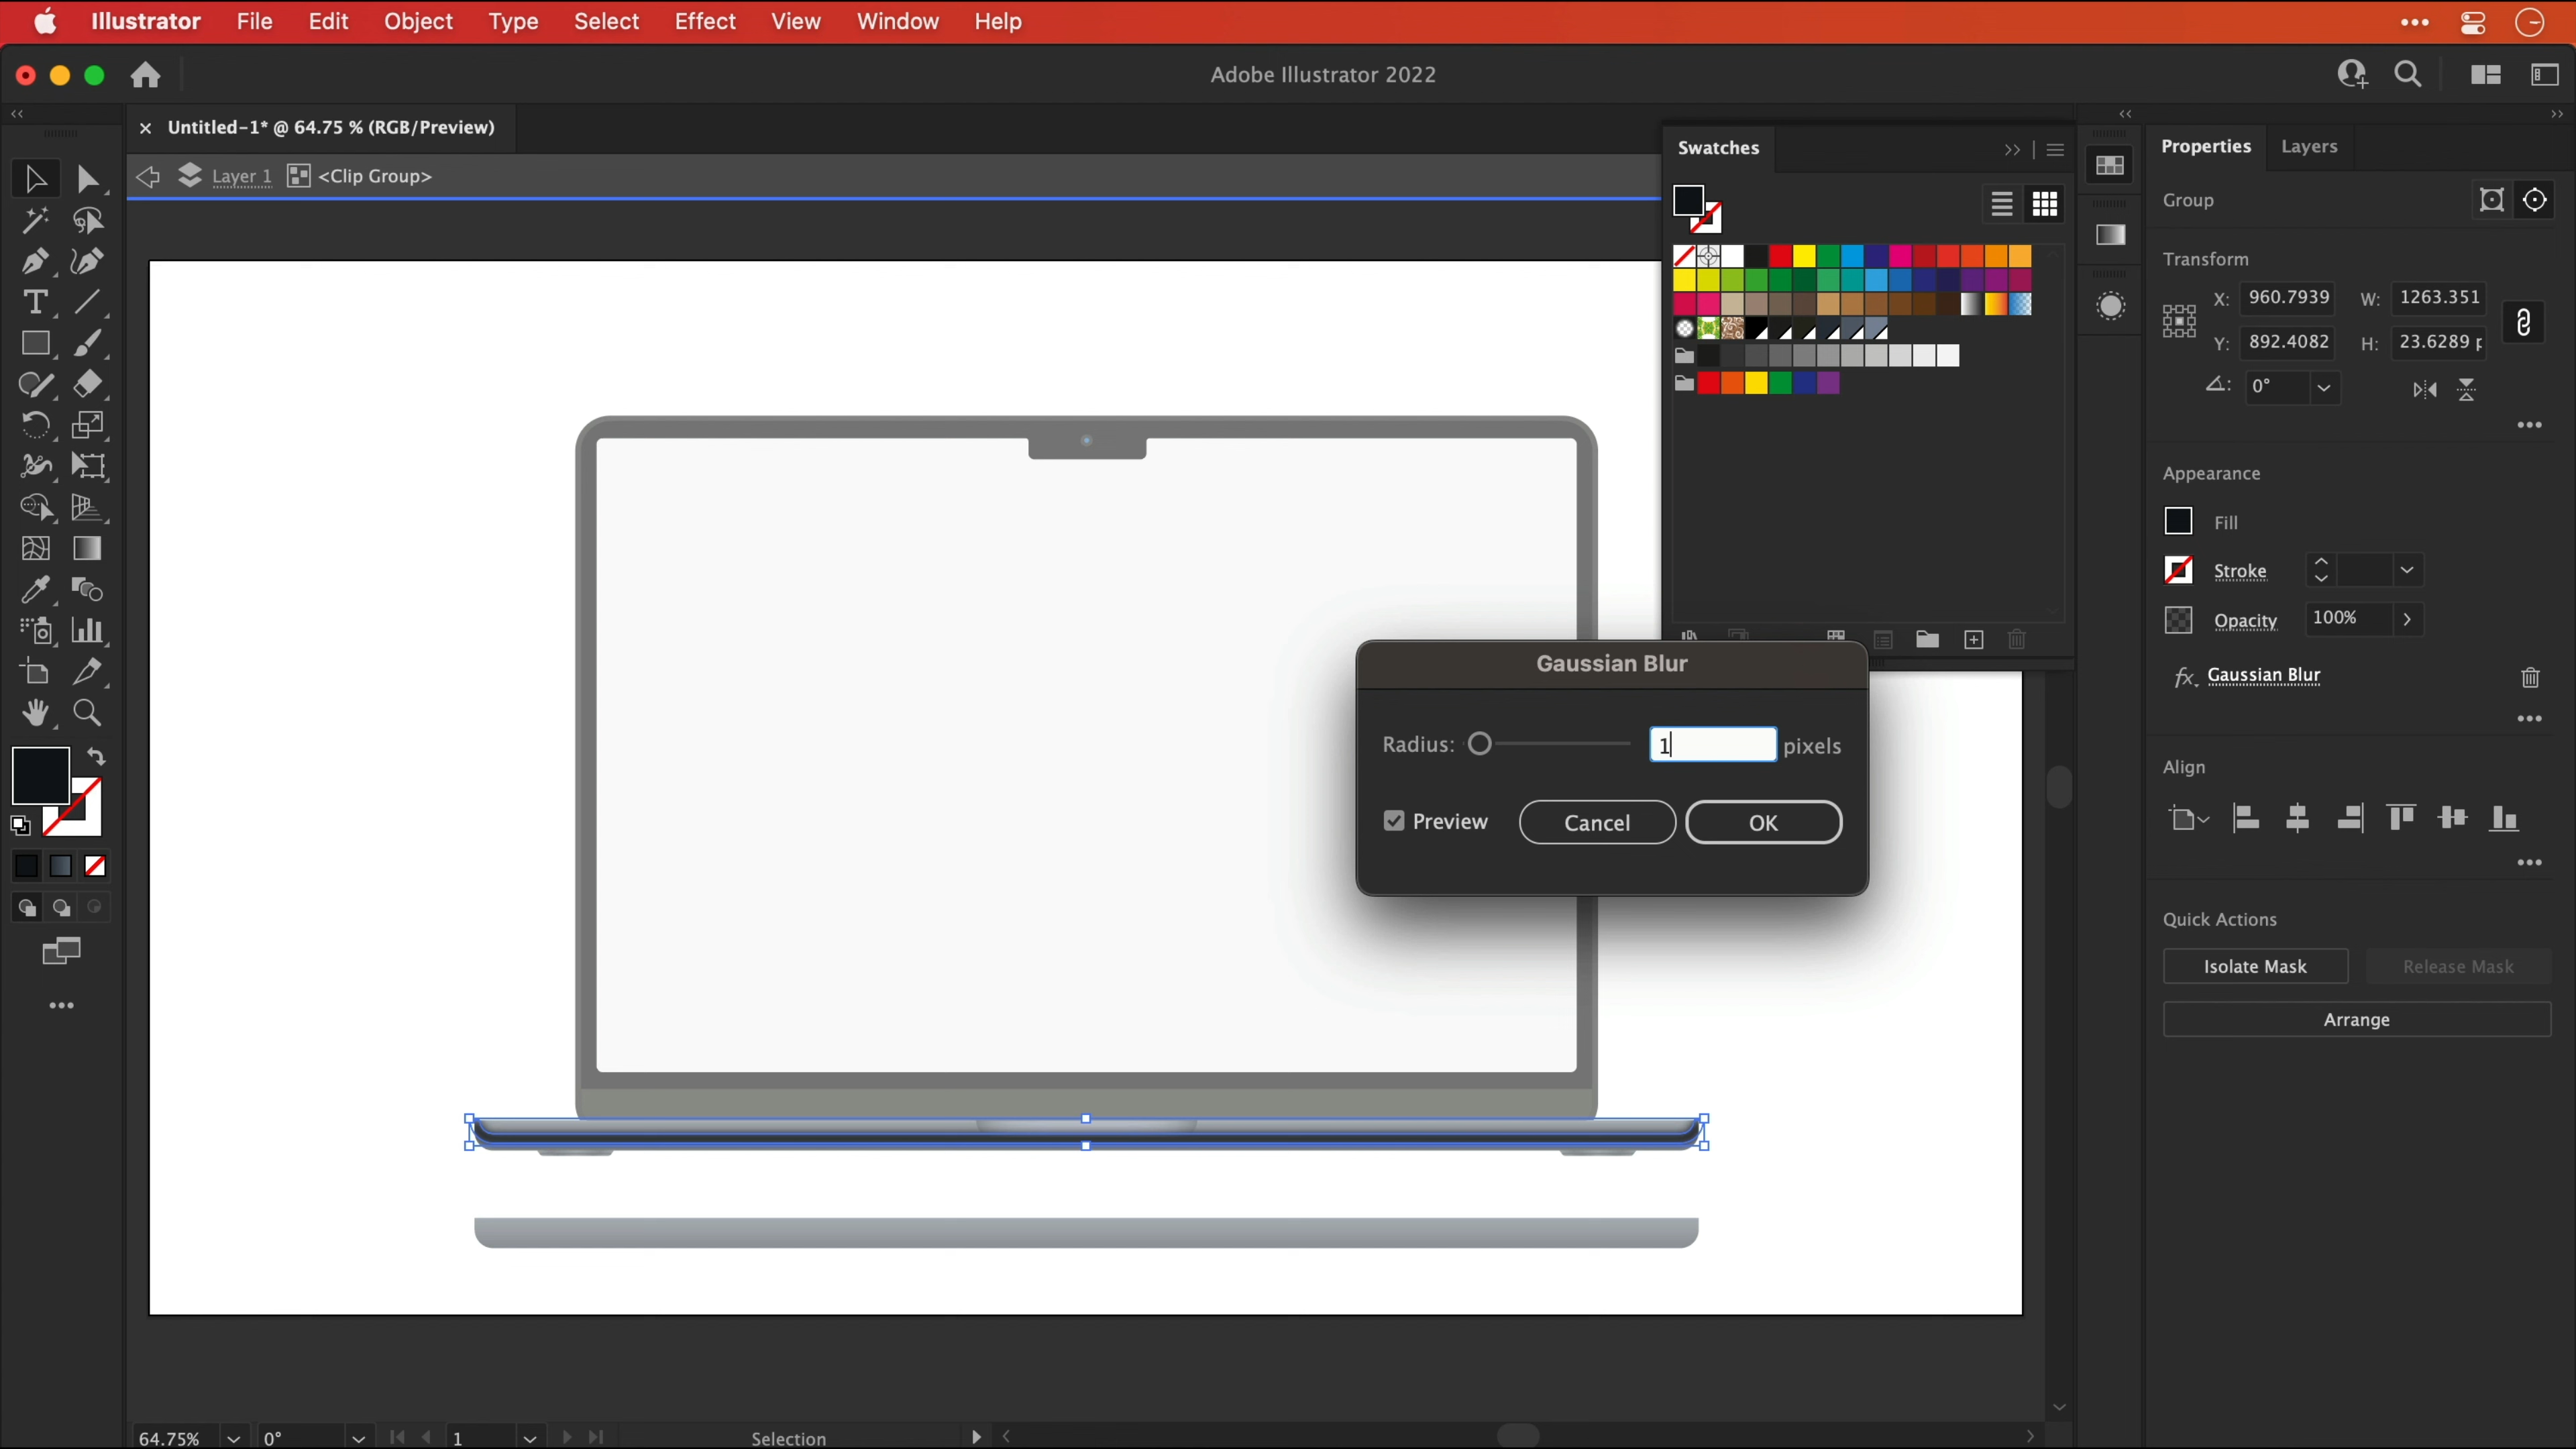 Illustrator File Edit Object Type Select Effect View Window Help
Adobe Illustrator 2022
Untitled-1* @ 64.75 % (RGB/Preview)
Layer 1 <Clip Group>
Swatches
Properties Layers
Group
Transform
X: 960.7939 W: 1263.351
Y: 892.4082 H: 23.6289 p
0°
Appearance
Fill
Stroke
Opacity 100%
fx Gaussian Blur
Align
Quick Actions
Isolate Mask Release Mask
Arrange
Gaussian Blur
Radius: 1 pixels
Preview Cancel OK
64.75% 0° 1 Selection